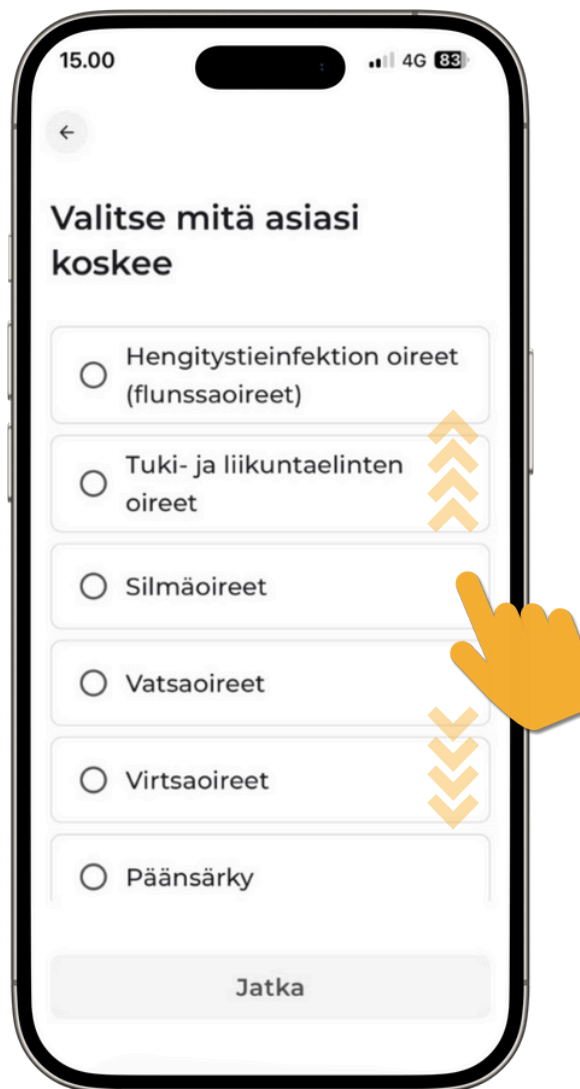 15.00
4G 83
Valitse mitä asiasi
koskee
Hengitystieinfektion oireet
(flunssaoireet)
Tuki- ja liikuntaelinten
oireet
Silmäoireet
Vatsaoireet
Virtsaoireet
Päänsärky
Jatka